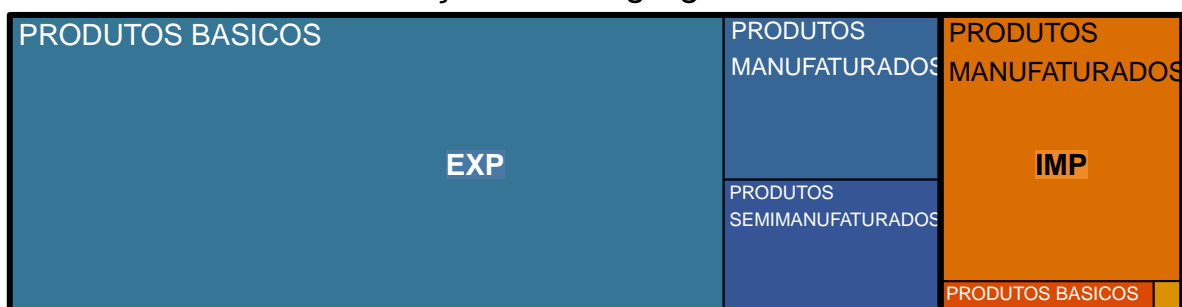 PRODUTOS BASICOS
EXP
PRODUTOS
MANUFATURADOS
PRODUTOS
SEMIMANUFATURADOS
PRODUTOS
MANUFATURADOS
IMP
PRODUTOS BASICOS